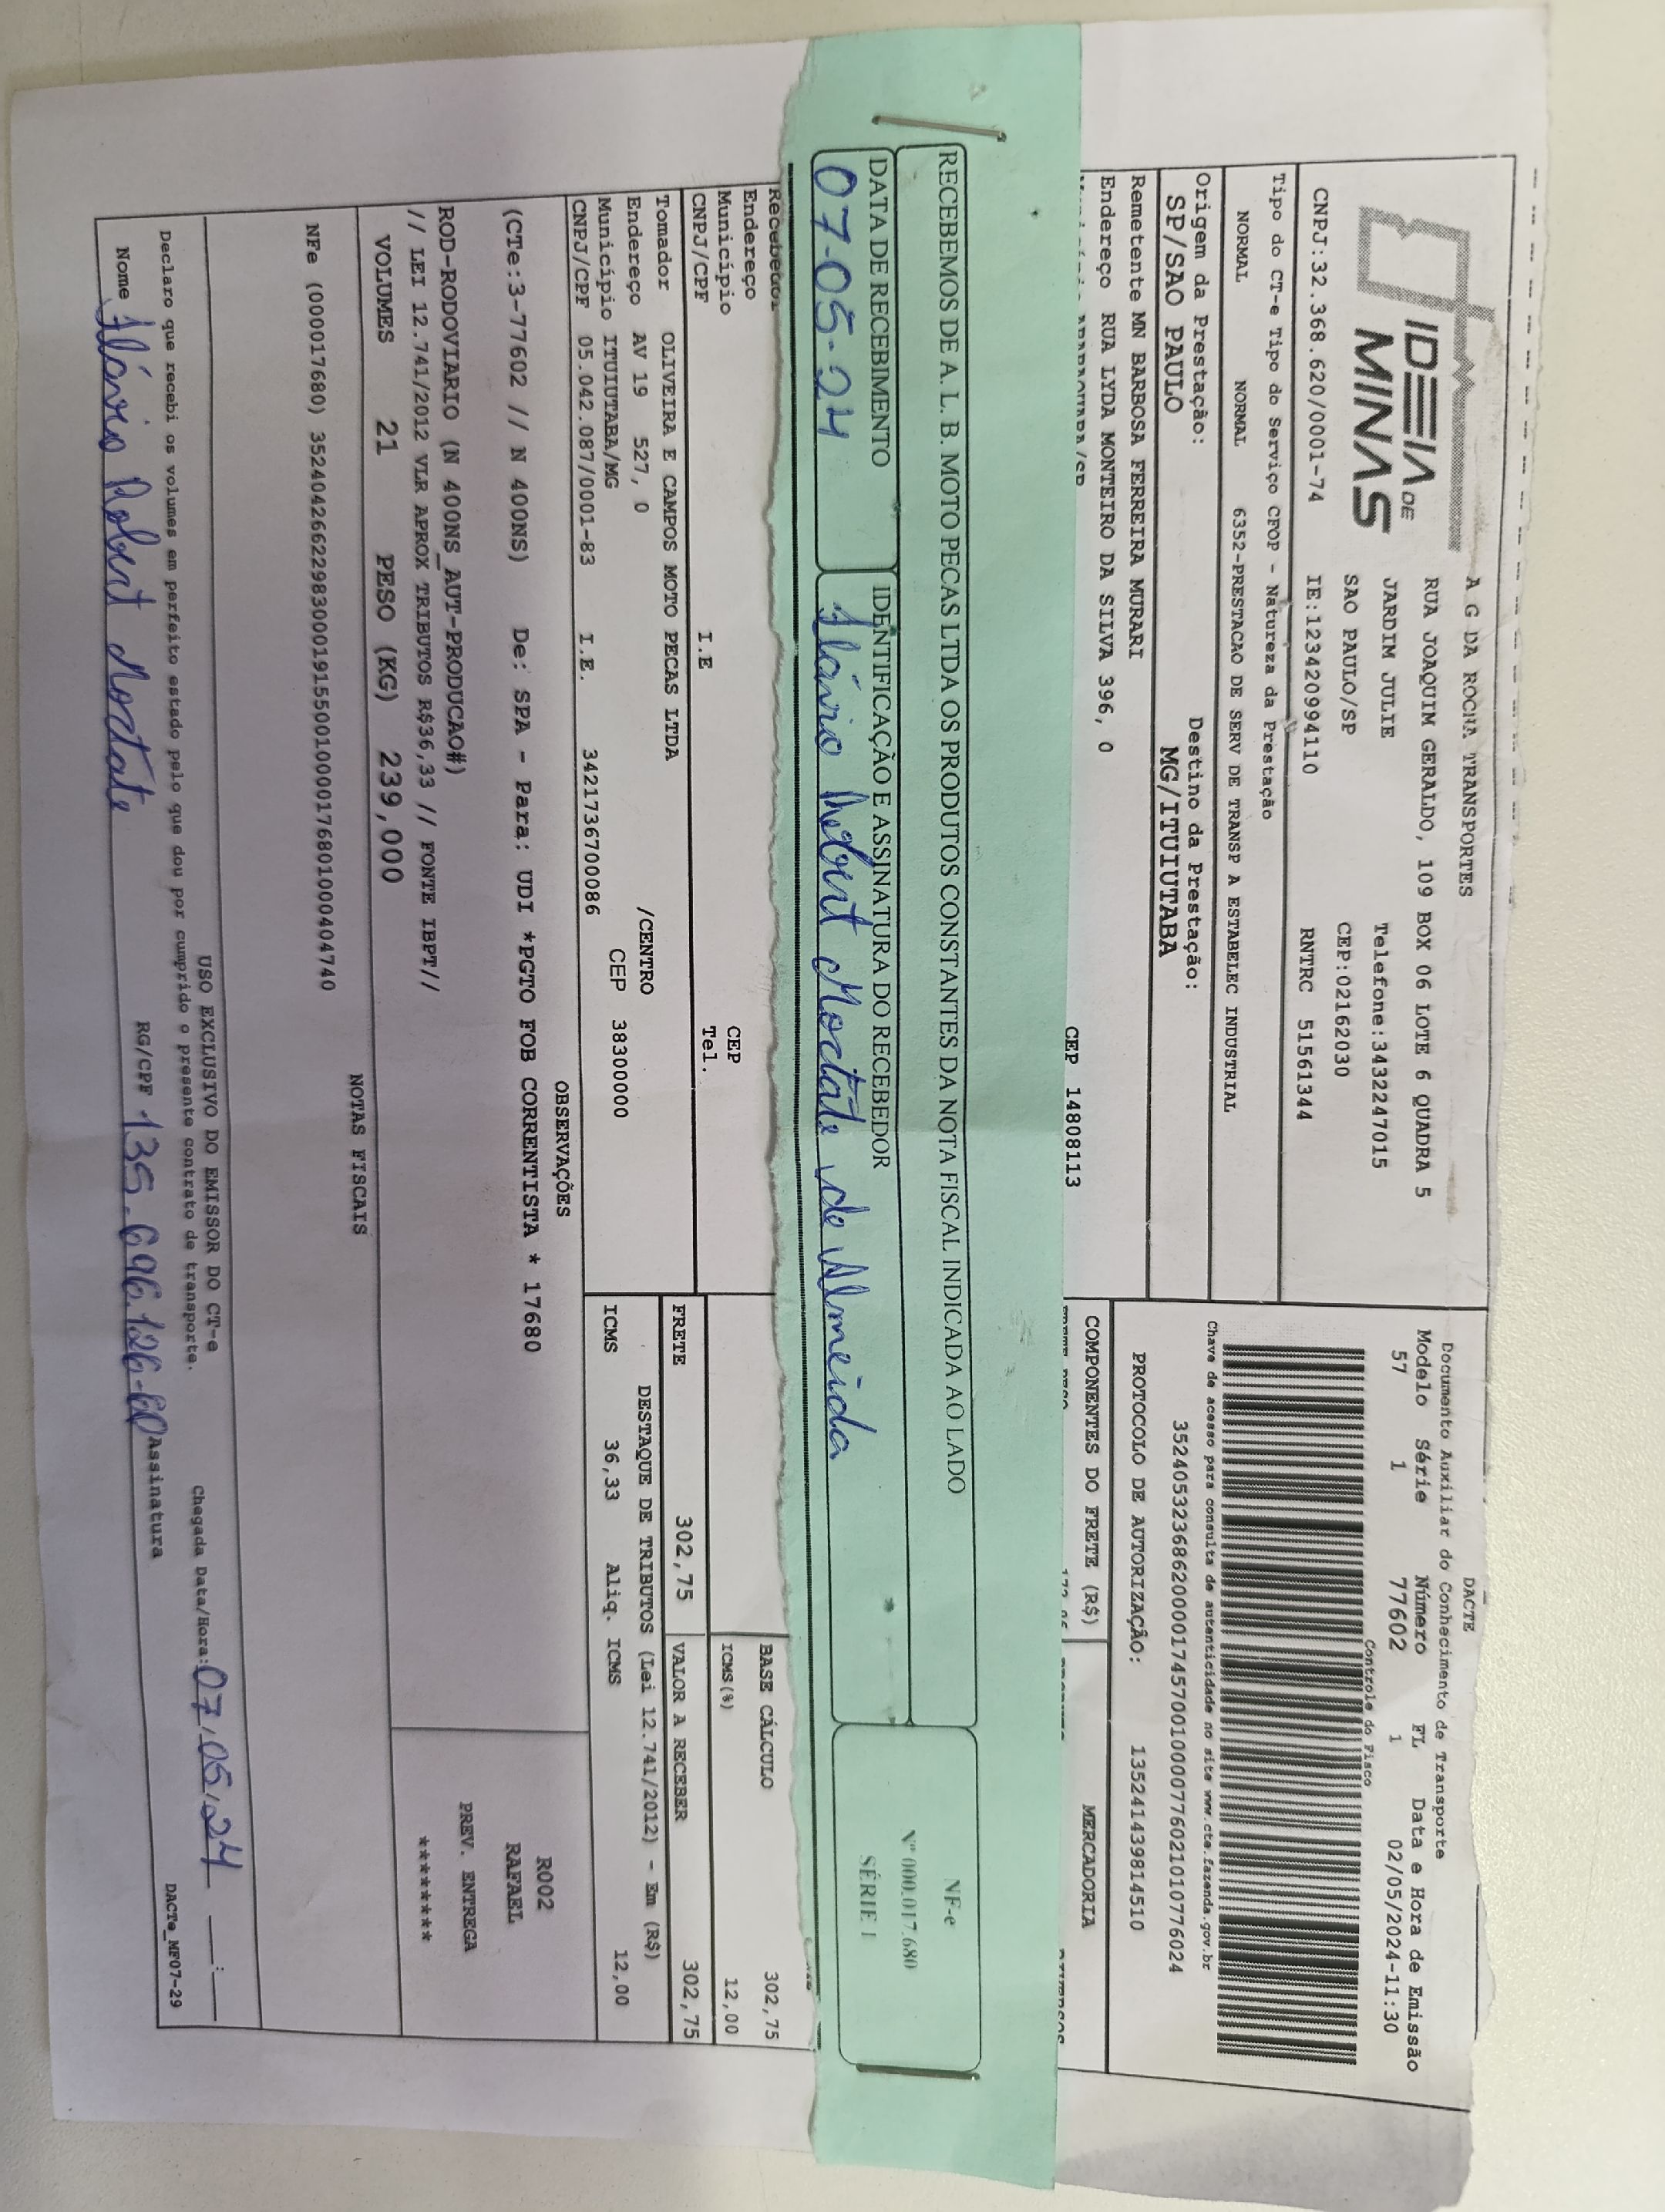 IDEIA DE
MINAS
A G DA ROCHA TRANSPORTES
RUA JOAQUIM GERALDO, 109 BOX 06 LOTE 6 QUADRA 5
JARDIM JULIE Telefone:3432247015
SAO PAULO/SP CEP:02162030
CNPJ:32.368.620/0001-74 IE:123420994110 RNTRC 51561344
DACTE
Documento Auxiliar do Conhecimento de Transporte
Modelo Série Número FL Data e Hora de Emissão
57 1 77602 1 02/05/2024-11:30
Controle do Fisco
Tipo do CT-e Tipo do Serviço CFOP - Natureza da Prestação
NORMAL NORMAL 6352-PRESTACAO DE SERV DE TRANSP A ESTABELEC INDUSTRIAL
Chave de acesso para consulta de autenticidade no site www.cte.fazenda.gov.br
35240532368620000174570010000776021010776024
Origem da Prestação: Destino da Prestação:
SP/SAO PAULO MG/ITUIUTABA
PROTOCOLO DE AUTORIZAÇÃO: 135241439814510
Remetente MN BARBOSA FERREIRA MURARI
Endereço RUA LYDA MONTEIRO DA SILVA 396, 0
CEP 14808113
COMPONENTES DO FRETE (R$) MERCADORIA
RECEBEMOS DE A. L. B. MOTO PECAS LTDA OS PRODUTOS CONSTANTES DA NOTA FISCAL INDICADA AO LADO
DATA DE RECEBIMENTO IDENTIFICAÇÃO E ASSINATURA DO RECEBEDOR
07-05-24 Flávio Robert Mortate de Almeida
NF-e
Nº 000.017.680
SÉRIE 1
Recebedor
Endereço
Município CEP
CNPJ/CPF I.E Tel.
BASE CÁLCULO 302,75
ICMS(%) 12,00
Tomador OLIVEIRA E CAMPOS MOTO PECAS LTDA
Endereço AV 19 527, 0 /CENTRO
Município ITUIUTABA/MG CEP 38300000
CNPJ/CPF 05.042.087/0001-83 I.E. 3421736700086
FRETE 302,75 VALOR A RECEBER 302,75
DESTAQUE DE TRIBUTOS (Lei 12.741/2012) - Em (R$)
ICMS 36,33 Aliq. ICMS 12,00
OBSERVAÇÕES
(CTe:3-77602 // N 400NS) De: SPA - Para: UDI *PGTO FOB CORRENTISTA * 17680
R002
RAFAEL
ROD-RODOVIARIO (N 400NS_AUT-PRODUCAO#)
// LEI 12.741/2012 VLR APROX TRIBUTOS R$36,33 // FONTE IBPT//
PREV. ENTREGA
********
VOLUMES 21 PESO (KG) 239,000
NOTAS FISCAIS
NFe (000017680) 35240426622983000191550010000176801000404740
USO EXCLUSIVO DO EMISSOR DO CT-e
Declaro que recebi os volumes em perfeito estado pelo que dou por cumprido o presente contrato de transporte.
Chegada Data/Hora: 07/05/24 __:__
Nome Flávio Robert Mortate RG/CPF 135.696.126-60 Assinatura
DACTe_MF07-29